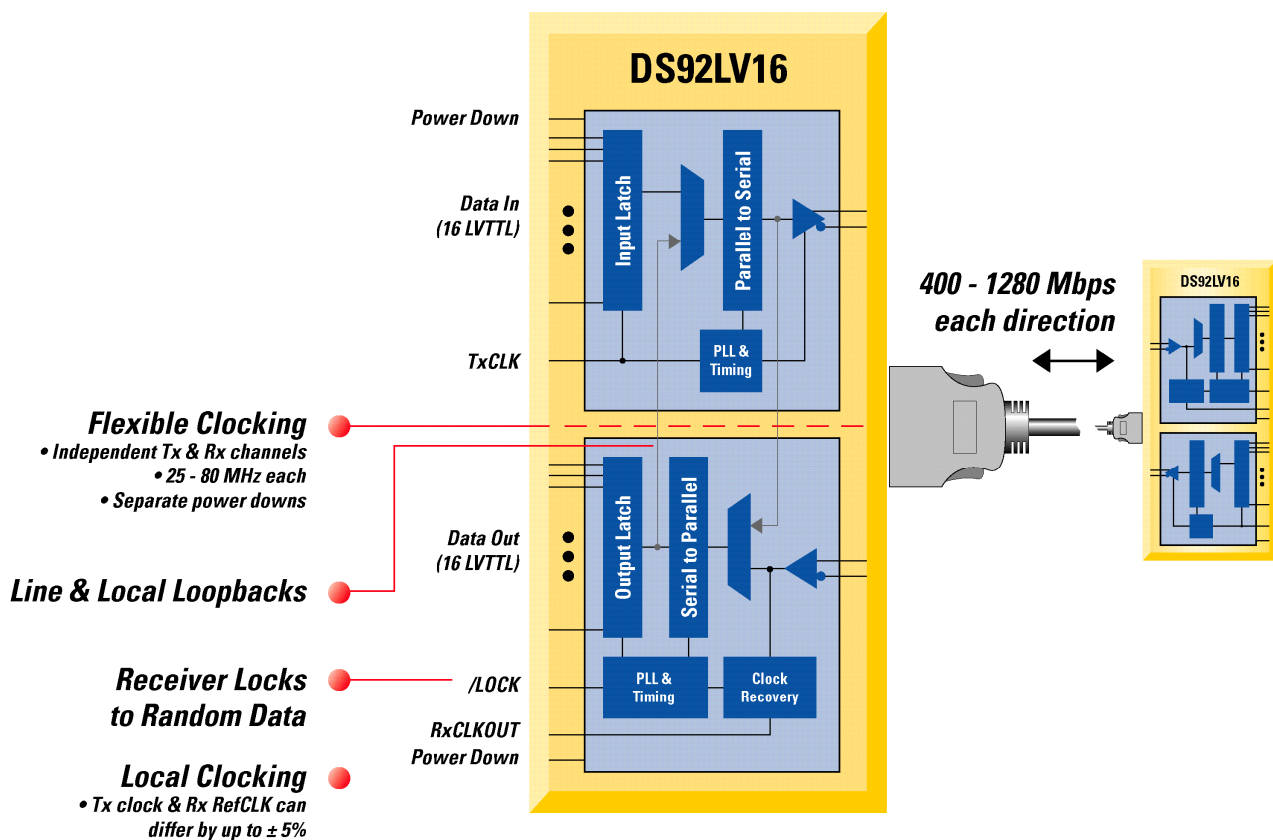 DS92LV16
Power Down
Data In
(16 LVTTL)
Input Latch
Parallel to Serial
TxCLK
PLL &
Timing
400 - 1280 Mbps
each direction
DS92LV16
Flexible Clocking
• Independent Tx & Rx channels
• 25 - 80 MHz each
• Separate power downs
Line & Local Loopbacks
Data Out
(16 LVTTL)
Output Latch
Serial to Parallel
Receiver Locks
to Random Data
/LOCK
PLL &
Timing
Clock
Recovery
RxCLKOUT
Power Down
Local Clocking
• Tx clock & Rx RefCLK can
differ by up to ± 5%